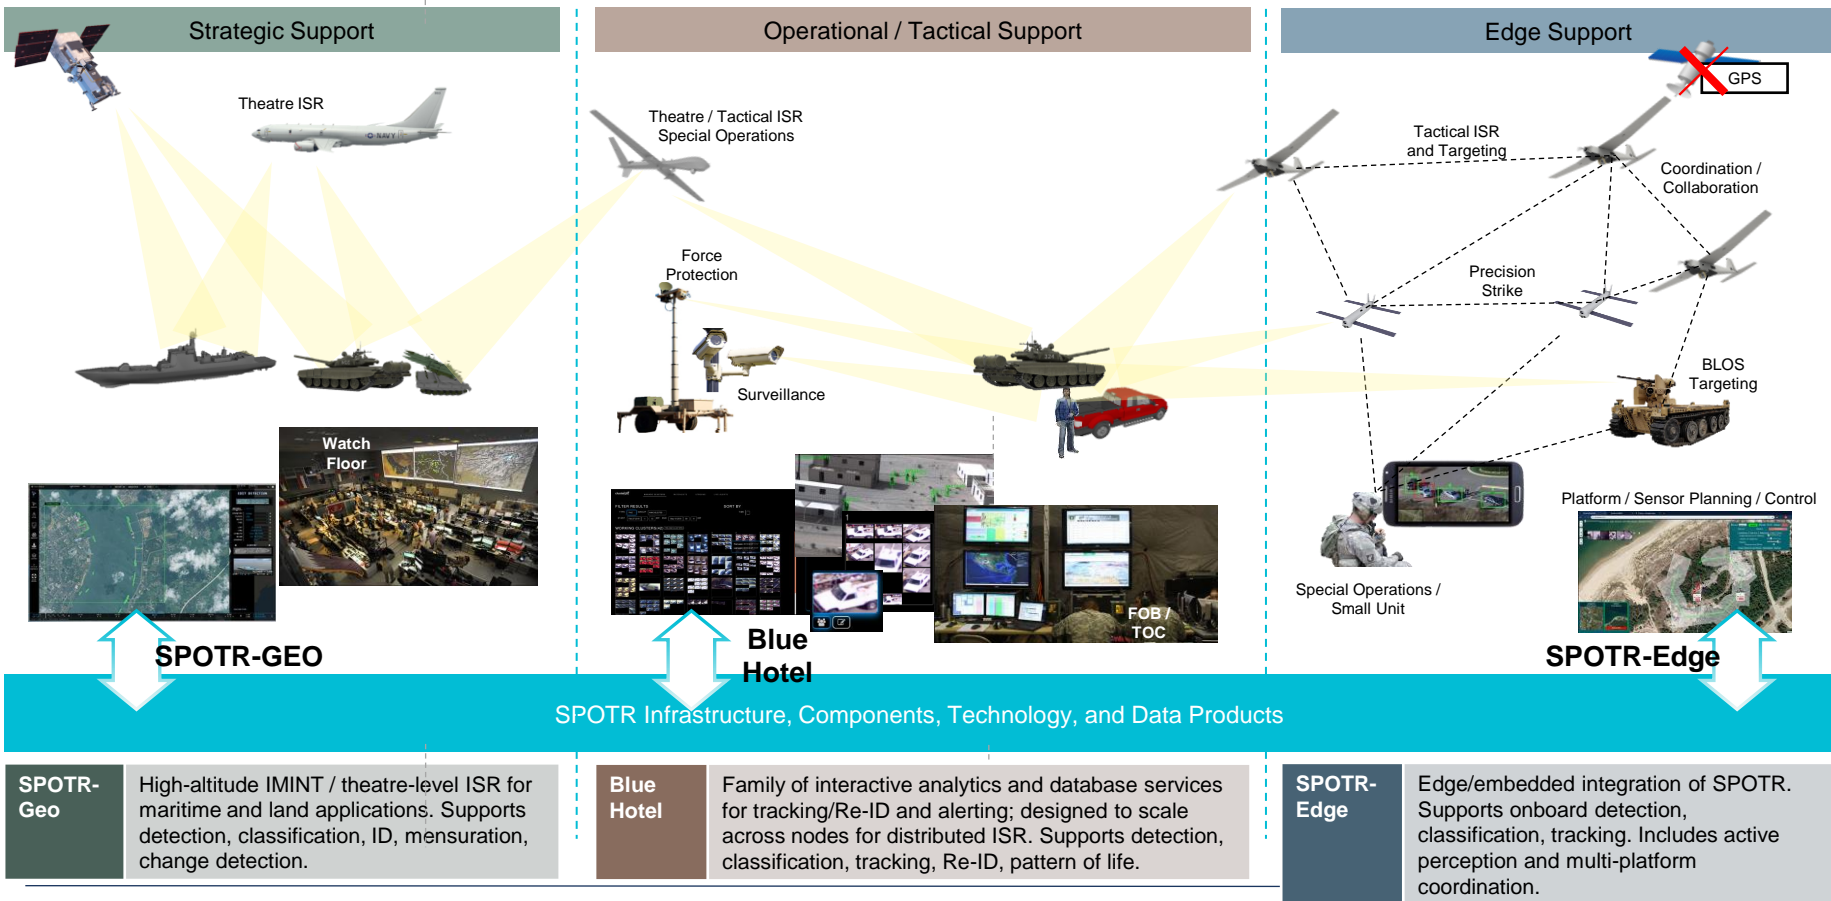 Strategic Support
Operational / Tactical Support
Edge Support
GPS
Theatre ISR
NAVY
Theatre / Tactical ISR
Special Operations
Tactical ISR
and Targeting
Coordination /
Collaboration
Force
Protection
Precision
Strike
Surveillance
BLOS
Targeting
Watch
Floor
FILTER RESULTS
SORT BY
Platform / Sensor Planning / Control
Special Operations /
Small Unit
FOB /
TOC
SPOTR-GEO
Blue
Hotel
SPOTR-Edge
SPOTR Infrastructure, Components, Technology, and Data Products
SPOTR-
Geo
High-altitude IMINT / theatre-level ISR for
maritime and land applications. Supports
detection, classification, ID, mensuration,
change detection.
Blue
Hotel
Family of interactive analytics and database services
for tracking/Re-ID and alerting; designed to scale
across nodes for distributed ISR. Supports detection,
classification, tracking, Re-ID, pattern of life.
SPOTR-
Edge
Edge/embedded integration of SPOTR.
Supports onboard detection,
classification, tracking. Includes active
perception and multi-platform
coordination.